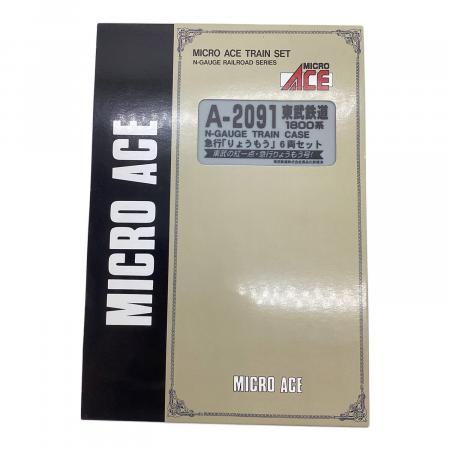 MICRO ACE TRAIN SET
N-GAUGE RAILROAD SERIES
MICRO
ACE
A-2091 東武鉄道
1800系
N-GAUGE TRAIN CASE
急行「りょうもう」6両セット
東武の紅一点・急行りょうもう号!
MICRO ACE
MICRO ACE